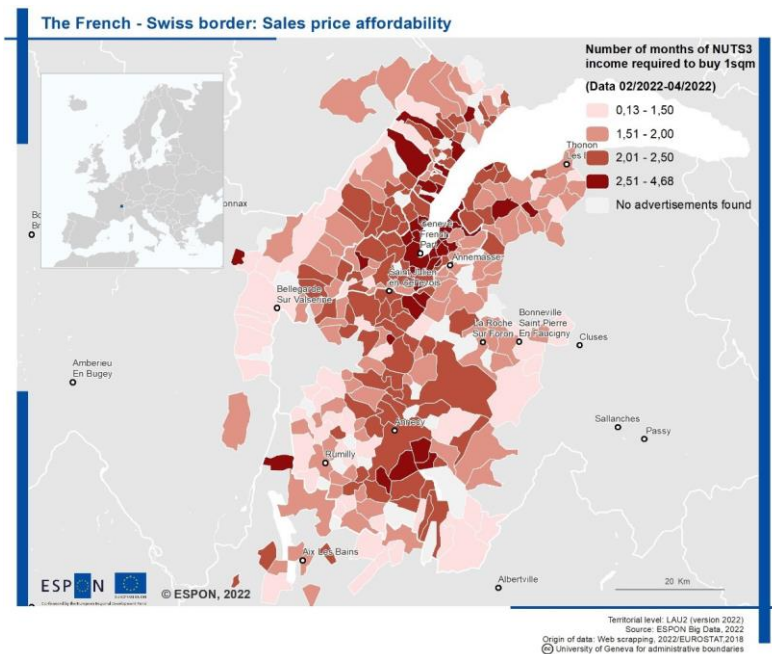 The French - Swiss border: Sales price affordability
Number of months of NUTS3
income required to buy 1sqm
(Data 02/2022-04/2022)
0,13 - 1,50
1,51 - 2,00
2,01 - 2,50
2,51 - 4,68
No advertisements found
Thonon
Les
onnax
Bo
Br
Geneva
French
Part
Annemasse
Saint Julien
en Genevois
Bellegarde
Sur Valserine
Bonneville
Saint Pierre
En Faucigny
La Roche
Sur Foron
Cluses
Amberieu
En Bugey
Sallanches
Passy
Annecy
Rumilly
Aix Les Bains
Albertville
ESPON
© ESPON, 2022
20 Km
Territorial level: LAU2 (version 2022)
Source: ESPON Big Data, 2022
Origin of data: Web scrapping, 2022/EUROSTAT,2018
University of Geneva for administrative boundaries